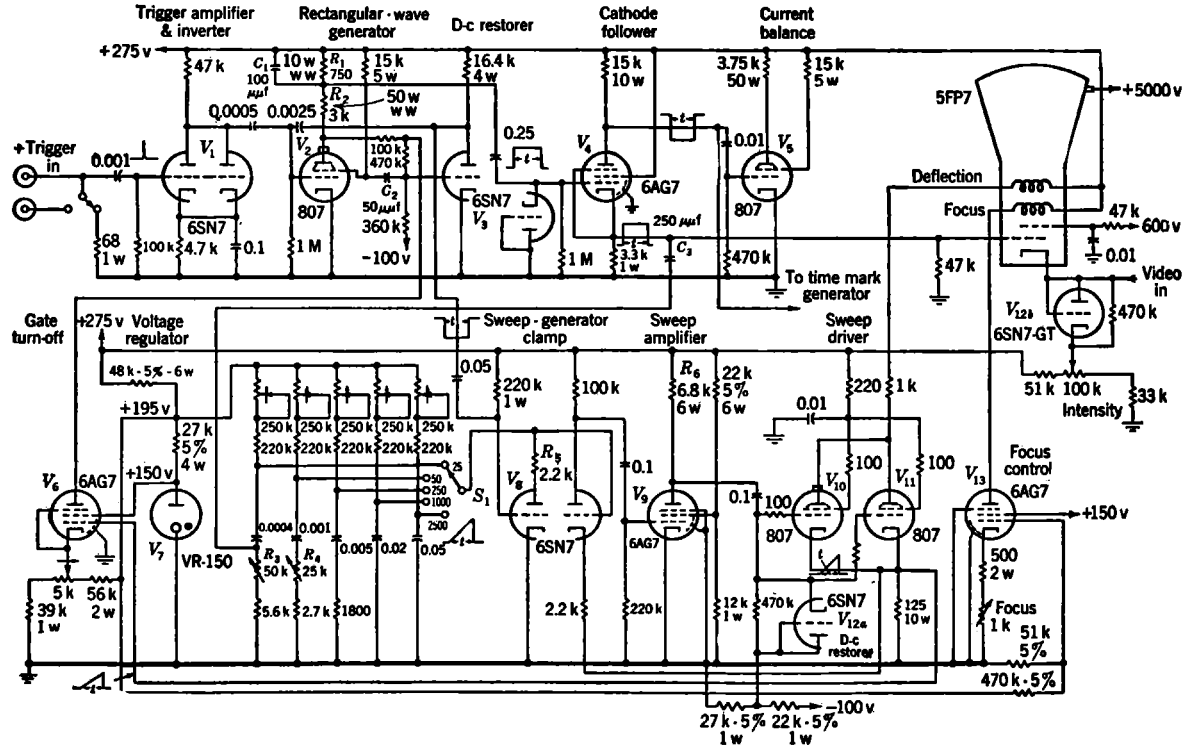 Trigger amplifier & inverter
Rectangular-wave generator
D-c restorer
Cathode follower
Current balance
+275 v
47 k
C₁ 100 μμf
10 w ww
R₁ 750
15 k 5 w
16.4 k 4 w
15 k 10 w
3.75 k 50 w
15 k 5 w
5FP7
+5000 v
R₂ 3 k
50 w ww
0.0005
0.0025
+Trigger in
0.001
V₁
V₂
100 k
470 k
C₂
50 μμf
0.25
t
V₄
t
0.01
V₅
6AG7
Deflection
Focus
807
6SN7
V₃
807
250 μμf
47 k
600 v
68 1 w
100 k
6SN7
4.7 k
0.1
1 M
360 k
-100 v
1 M
t
3.3 k 1 w
C₃
470 k
47 k
0.01
To time mark generator
Video in
V₁₂b
6SN7-GT
470 k
Gate turn-off
+275 v
Voltage regulator
t
Sweep-generator clamp
Sweep amplifier
Sweep driver
48 k - 5% - 6 w
0.05
220 k 1 w
100 k
R₆ 6.8 k 6 w
22 k 5% 6 w
220
1 k
51 k
100 k
Intensity
33 k
+195 v
27 k 5% 4 w
250 k
250 k
250 k
250 k
250 k
220 k
220 k
220 k
220 k
220 k
0.01
V₆
6AG7
+150 v
25
50
250
1000
2500
S₁
R₅ 2.2 k
V₈
0.1
V₉
100
100
V₁₀
V₁₁
V₁₃
Focus control 6AG7
+150 v
0.1
100
V₇
VR-150
0.0004
0.001
0.005
0.02
0.05
t
6SN7
6AG7
807
807
t
500 2 w
5 k
56 k 2 w
39 k 1 w
R₃ 50 k
R₄ 25 k
5.6 k
2.7 k
1800
2.2 k
220 k
12 k 1 w
470 k
6SN7
V₁₂a
D-c restorer
125 10 w
Focus 1 k
51 k 5%
t
470 k - 5%
27 k - 5% 1 w
22 k - 5% 1 w
-100 v